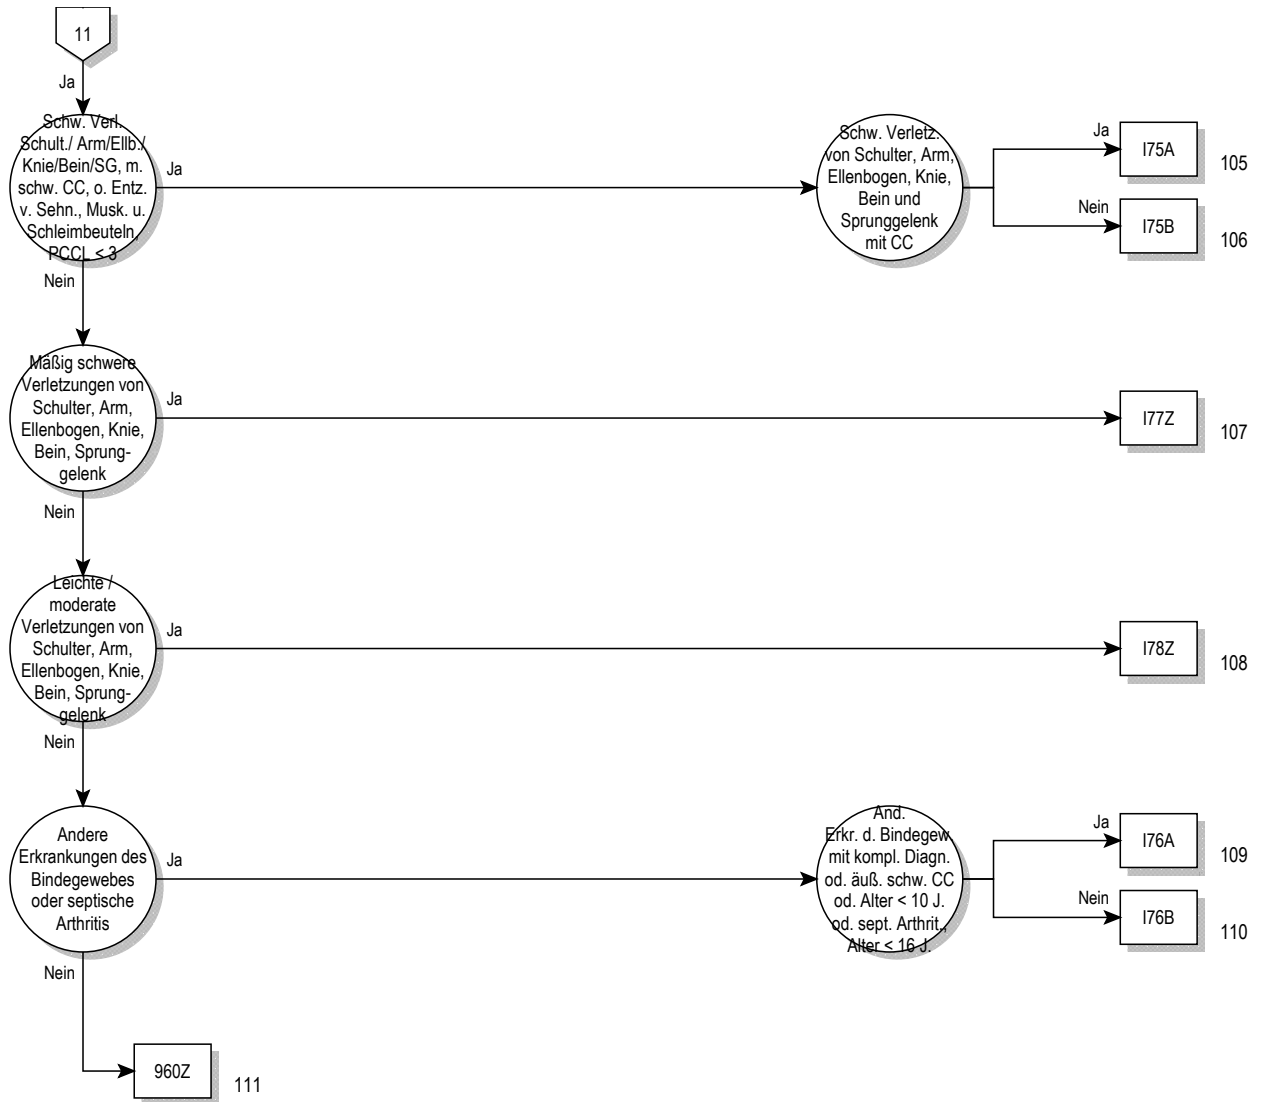 11
Ja
Schw. Verl.
Schult./ Arm/Ellb./
Knie/Bein/SG, m.
schw. CC, o. Entz.
v. Sehn., Musk. u.
Schleimbeuteln,
PCCL < 3
Ja
Schw. Verletz.
von Schulter, Arm,
Ellenbogen, Knie,
Bein und
Sprunggelenk
mit CC
Ja
I75A
105
Nein
I75B
106
Nein
Mäßig schwere
Verletzungen von
Schulter, Arm,
Ellenbogen, Knie,
Bein, Sprung-
gelenk
Ja
I77Z
107
Nein
Leichte /
moderate
Verletzungen von
Schulter, Arm,
Ellenbogen, Knie,
Bein, Sprung-
gelenk
Ja
I78Z
108
Nein
Andere
Erkrankungen des
Bindegewebes
oder septische
Arthritis
Ja
And.
Erkr. d. Bindegew.
mit kompl. Diagn.
od. äuß. schw. CC
od. Alter < 10 J.
od. sept. Arthrit.,
Alter < 16 J.
Ja
I76A
109
Nein
I76B
110
Nein
960Z
111